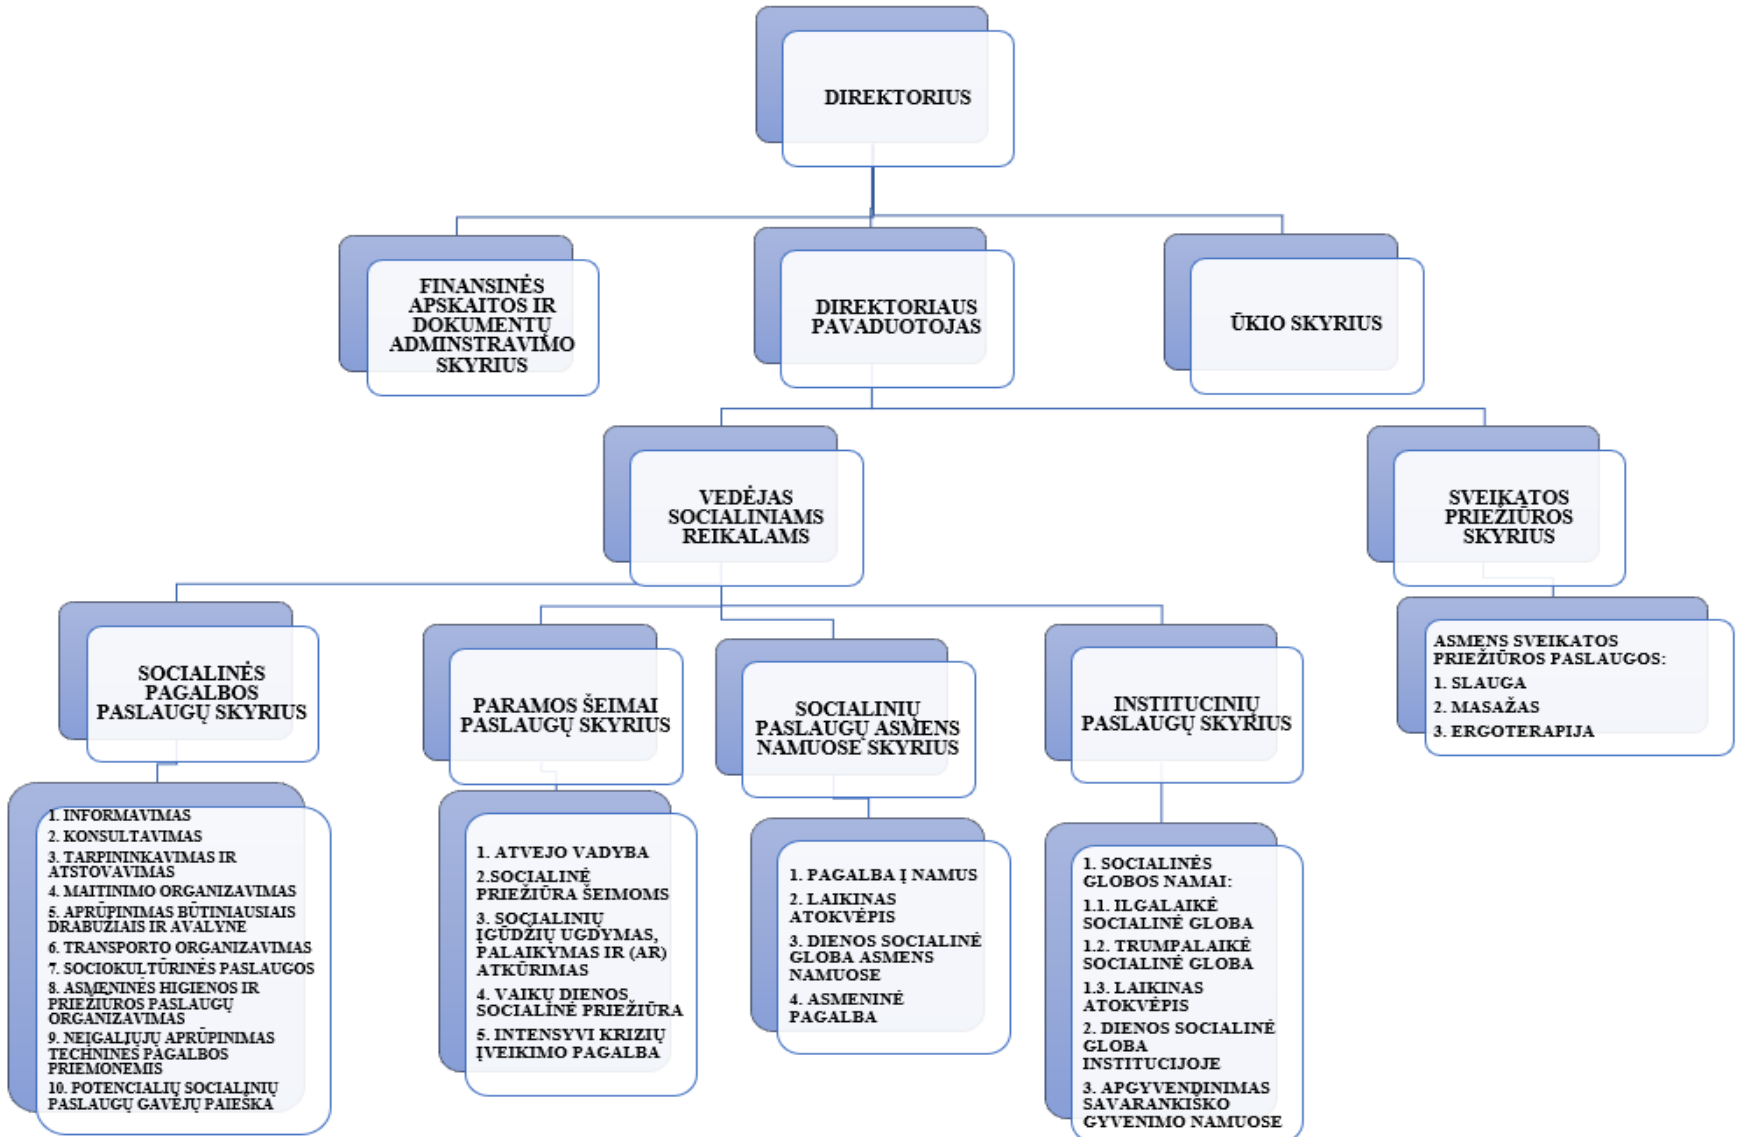 DIREKTORIUS
FINANSINĖS
APSKAITOS IR
DOKUMENTŲ
ADMINSTRAVIMO
SKYRIUS
DIREKTORIAUS
PAVADUOTOJAS
ŪKIO SKYRIUS
VEDĖJAS
SOCIALINIAMS
REIKALAMS
SVEIKATOS
PRIEŽIŪROS
SKYRIUS
SOCIALINĖS
PAGALBOS
PASLAUGŲ SKYRIUS
PARAMOS ŠEIMAI
PASLAUGŲ SKYRIUS
SOCIALINIŲ
PASLAUGŲ ASMENS
NAMUOSE SKYRIUS
INSTITUCINIŲ
PASLAUGŲ SKYRIUS
ASMENS SVEIKATOS
PRIEŽIŪROS PASLAUGOS:
1. SLAUGA
2. MASAŽAS
3. ERGOTERAPIJA
1. INFORMAVIMAS
2. KONSULTAVIMAS
3. TARPININKAVIMAS IR
ATSTOVAVIMAS
4. MAITINIMO ORGANIZAVIMAS
5. APRŪPINIMAS BŪTINIAUSIAIS
DRABUŽIAIS IR AVALYNE
6. TRANSPORTO ORGANIZAVIMAS
7. SOCIOKULTŪRINĖS PASLAUGOS
8. ASMENINĖS HIGIENOS IR
PRIEŽIŪROS PASLAUGŲ
ORGANIZAVIMAS
9. NEĮGALIŲJŲ APRŪPINIMAS
TECHNINĖS PAGALBOS
PRIEMONĖMIS
10. POTENCIALIŲ SOCIALINIŲ
PASLAUGŲ GAVĖJŲ PAIEŠKA
1. ATVEJO VADYBA
2.SOCIALINĖ
PRIEŽIŪRA ŠEIMOMS
3. SOCIALINIŲ
ĮGŪDŽIŲ UGDYMAS,
PALAIKYMAS IR (AR)
ATKŪRIMAS
4. VAIKŲ DIENOS
SOCIALINĖ PRIEŽIŪRA
5. INTENSYVI KRIZIŲ
ĮVEIKIMO PAGALBA
1. PAGALBA Į NAMUS
2. LAIKINAS
ATOKVĖPIS
3. DIENOS SOCIALINĖ
GLOBA ASMENS
NAMUOSE
4. ASMENINĖ
PAGALBA
1. SOCIALINĖS
GLOBOS NAMAI:
1.1. ILGALAIKĖ
SOCIALINĖ GLOBA
1.2. TRUMPALAIKĖ
SOCIALINĖ GLOBA
1.3. LAIKINAS
ATOKVĖPIS
2. DIENOS SOCIALINĖ
GLOBA
INSTITUCIJOJE
3. APGYVENDINIMAS
SAVARANKIŠKO
GYVENIMO NAMUOSE